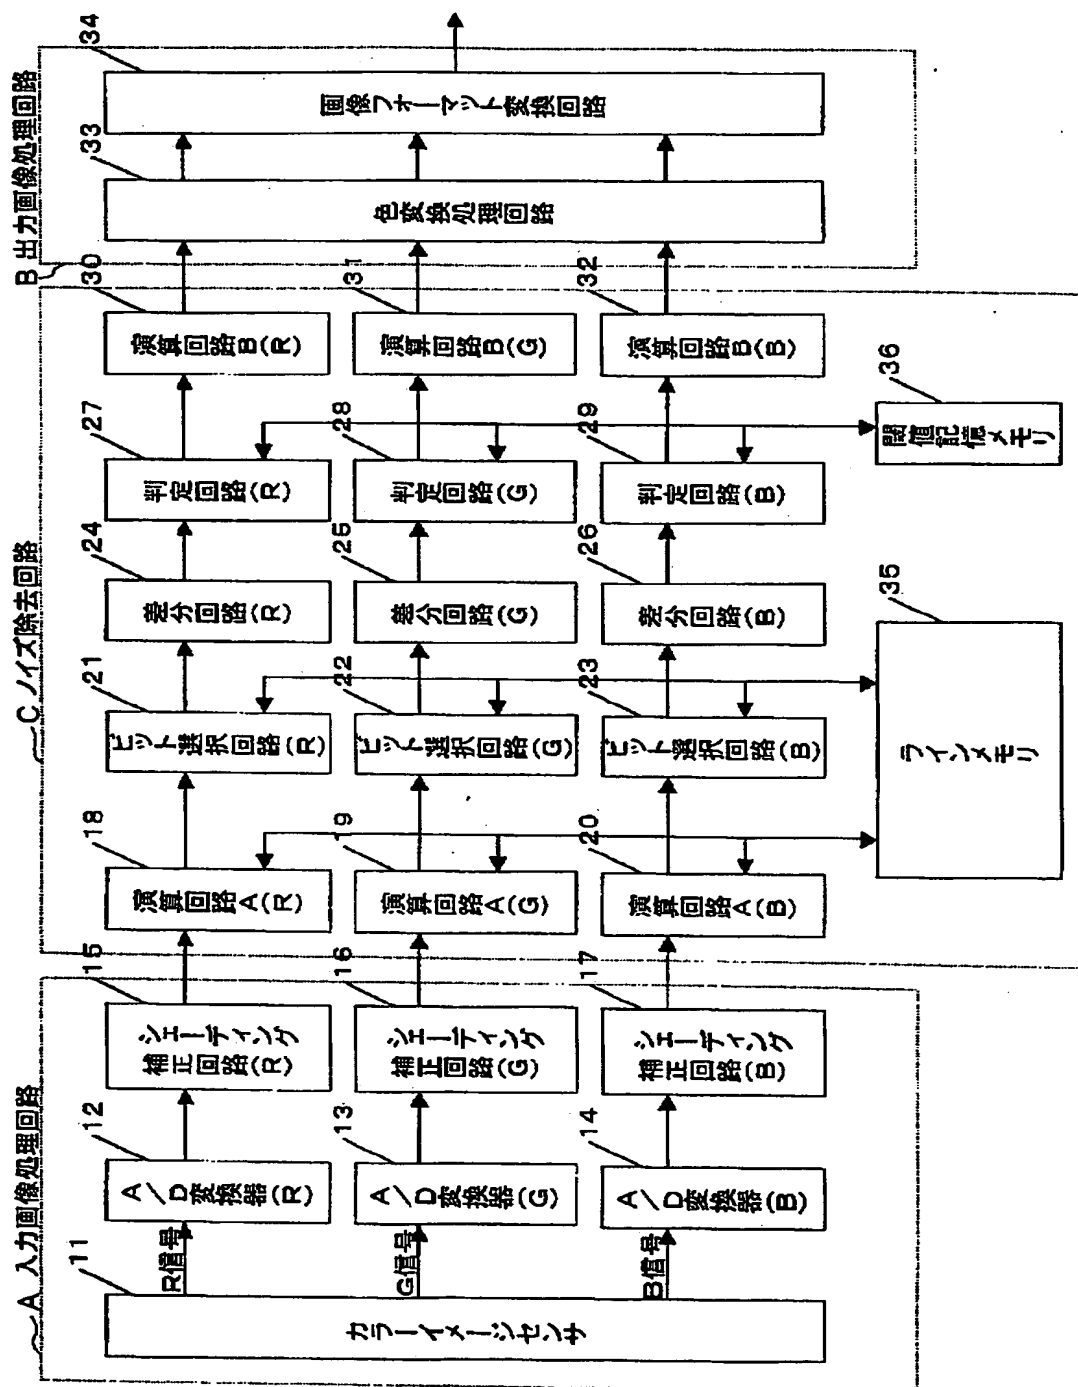 A 入力画像処理回路
C ノイズ除去回路
B 出力画像処理回路
11
カラーイメージセンサ
R信号
G信号
B信号
12
A/D変換器(R)
13
A/D変換器(G)
14
A/D変換器(B)
15
シェーディング
補正回路(R)
16
シェーディング
補正回路(G)
17
シェーディング
補正回路(B)
18
演算回路A(R)
19
演算回路A(G)
20
演算回路A(B)
21
ビット選択回路(R)
22
ビット選択回路(G)
23
ビット選択回路(B)
24
差分回路(R)
25
差分回路(G)
26
差分回路(B)
27
判定回路(R)
28
判定回路(G)
29
判定回路(B)
30
演算回路B(R)
31
演算回路B(G)
32
演算回路B(B)
33
色変換処理回路
34
画像フォーマット変換回路
35
ラインメモリ
36
閾値記憶メモリ